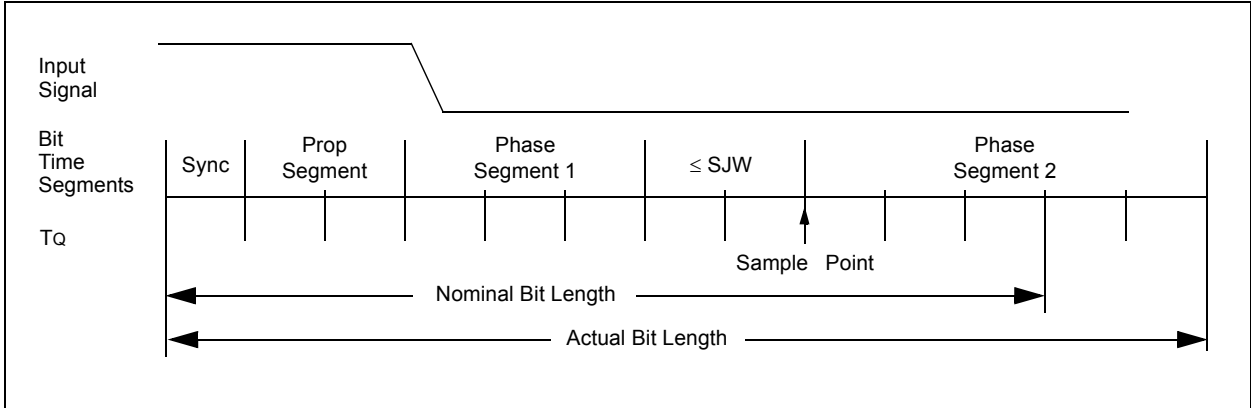 Input
Signal
Bit
Time
Segments
Sync
Prop
Segment
Phase
Segment 1
≤ SJW
Phase
Segment 2
TQ
Sample Point
Nominal Bit Length
Actual Bit Length